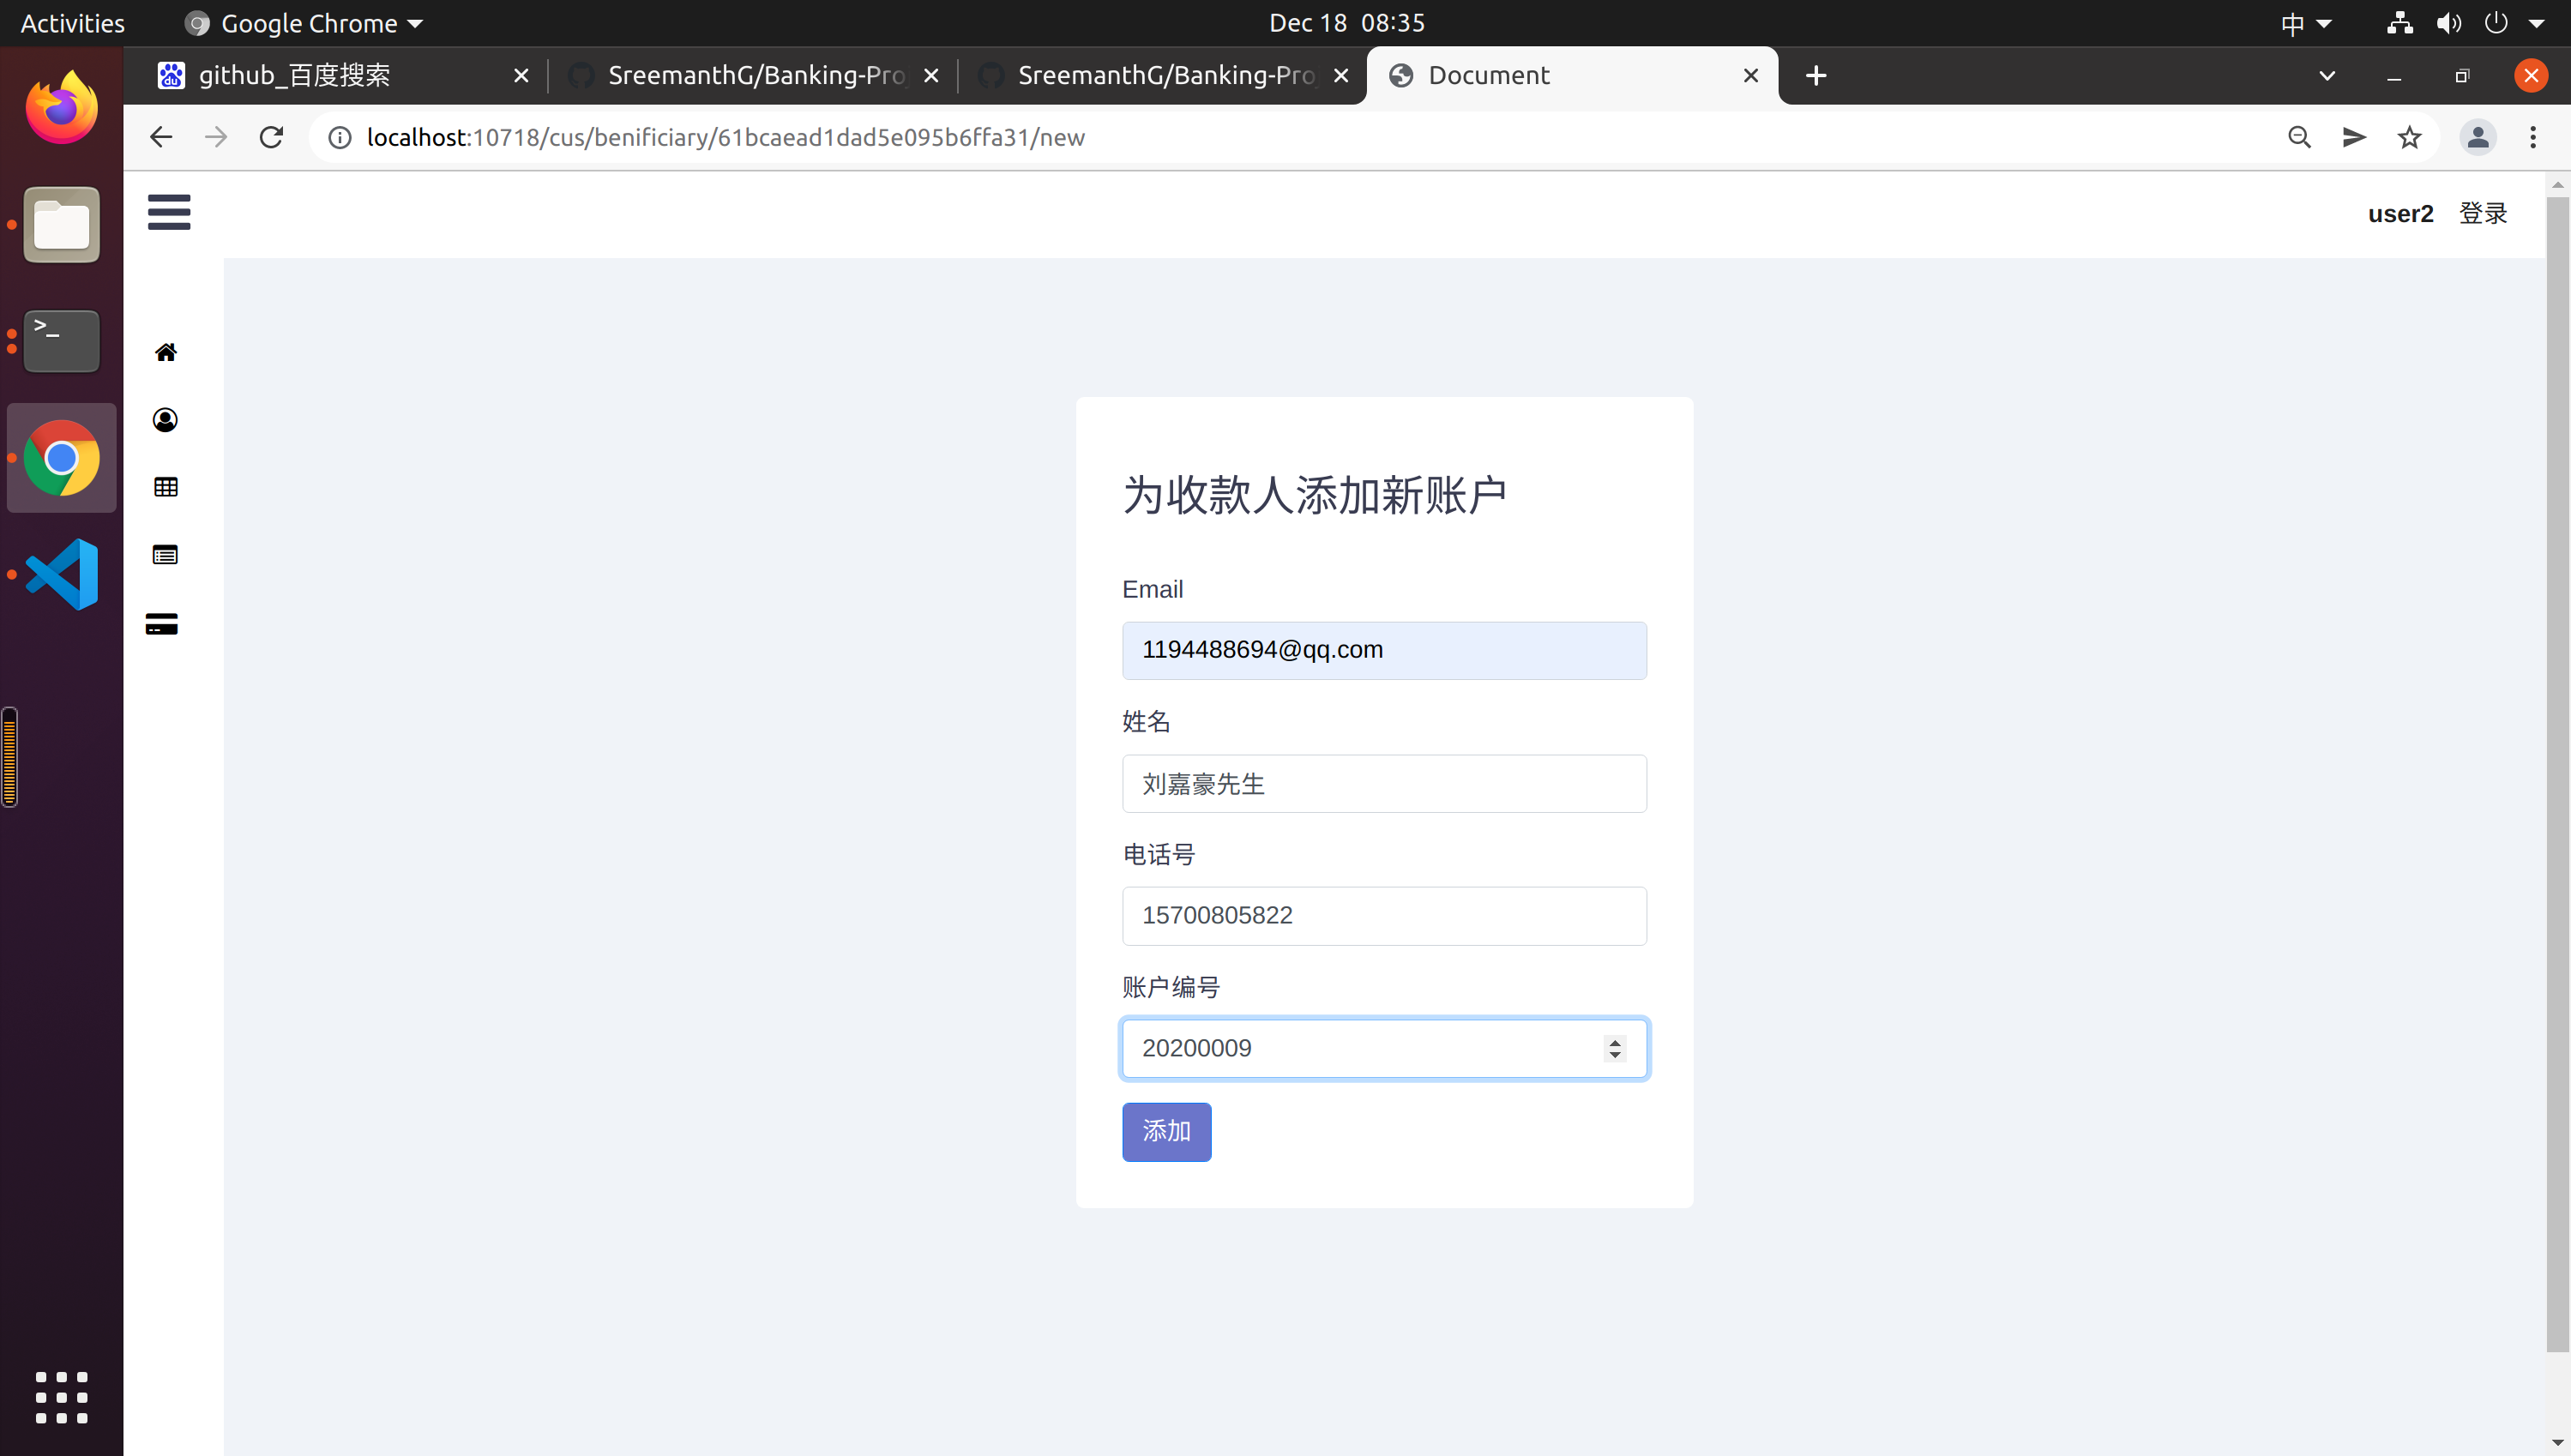 Activities
Google Chrome
Dec 18 08:35
中
github_百度搜索
SreemanthG/Banking-Pro
SreemanthG/Banking-Pro
Document
localhost:10718/cus/benificiary/61bcaead1dad5e095b6ffa31/new
user2 登录
为收款人添加新账户
Email
1194488694@qq.com
姓名
刘嘉豪先生
电话号
15700805822
账户编号
20200009
添加